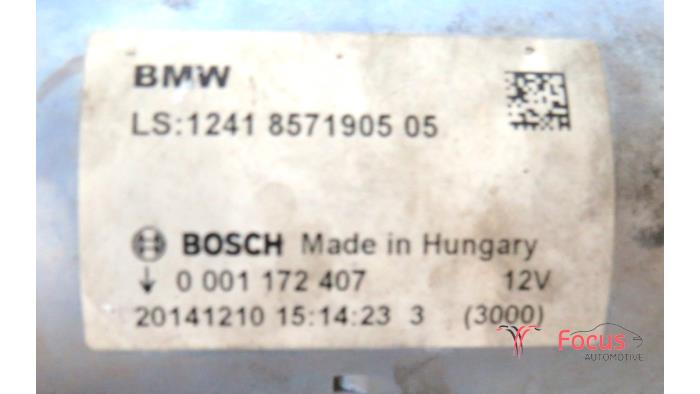 BMW
LS:1241 8571905 05
BOSCH Made in Hungary
↓ 0 001 172 407 12V
20141210 15:14:23 3 (3000)
Focus
AUTOMOTIVE